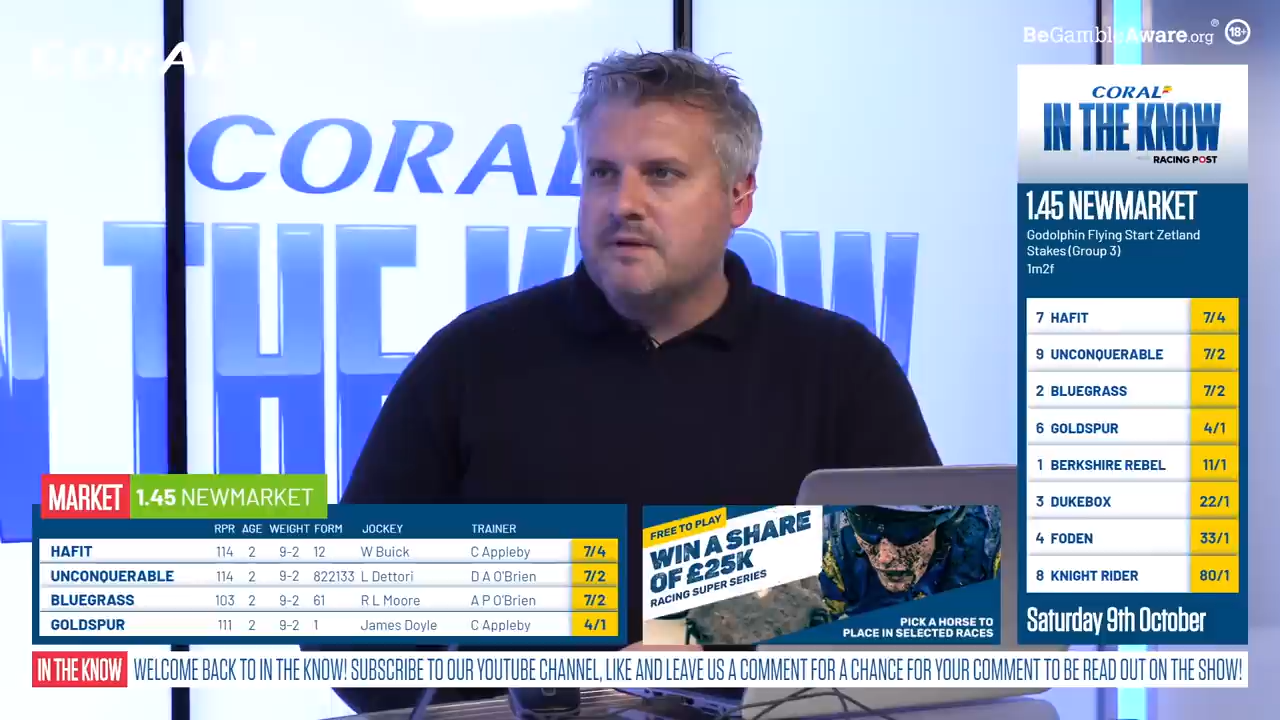 CORAL
BeGambleAware.org® 18+
CORAL
IN THE KNOW
RACING POST
CORAL
THE KNOW
1.45 NEWMARKET
Godolphin Flying Start Zetland
Stakes (Group 3)
1m2f
7 HAFIT 7/4
9 UNCONQUERABLE 7/2
2 BLUEGRASS 7/2
6 GOLDSPUR 4/1
1 BERKSHIRE REBEL 11/1
3 DUKEBOX 22/1
4 FODEN 33/1
8 KNIGHT RIDER 80/1
Saturday 9th October
MARKET 1.45 NEWMARKET
RPR AGE WEIGHT FORM JOCKEY TRAINER
HAFIT 114 2 9-2 12 W Buick C Appleby 7/4
UNCONQUERABLE 114 2 9-2 822133 L Dettori D A O'Brien 7/2
BLUEGRASS 103 2 9-2 61 R L Moore A P O'Brien 7/2
GOLDSPUR 111 2 9-2 1 James Doyle C Appleby 4/1
FREE TO PLAY
WIN A SHARE
OF £25K
RACING SUPER SERIES
PICK A HORSE TO
PLACE IN SELECTED RACES
IN THE KNOW WELCOME BACK TO IN THE KNOW! SUBSCRIBE TO OUR YOUTUBE CHANNEL, LIKE AND LEAVE US A COMMENT FOR A CHANCE FOR YOUR COMMENT TO BE READ OUT ON THE SHOW!